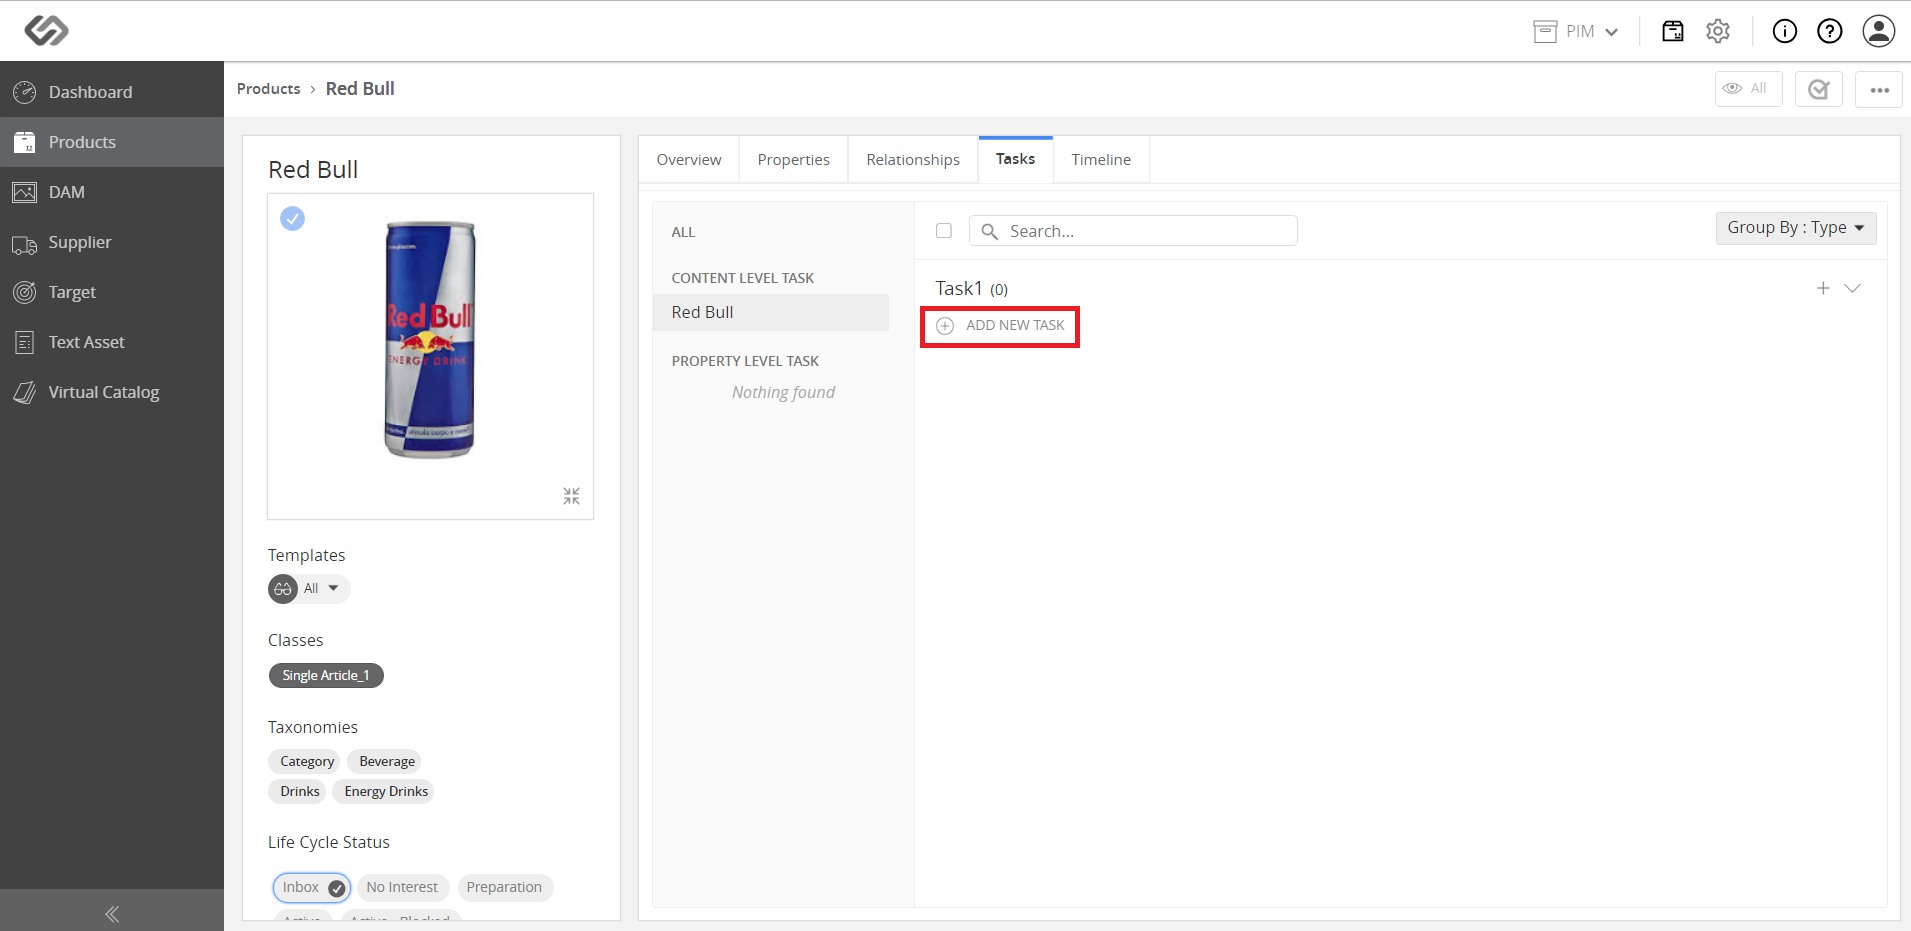 PIM
Dashboard
Products
DAM
Supplier
Target
Text Asset
Virtual Catalog
Products › Red Bull
All
Red Bull
Red Bull
ENERGY DRINK
Templates
All
Classes
Single Article_1
Taxonomies
Category Beverage
Drinks Energy Drinks
Life Cycle Status
Inbox No Interest Preparation
Active Active - Blocked
Overview Properties Relationships Tasks Timeline
ALL
CONTENT LEVEL TASK
Red Bull
PROPERTY LEVEL TASK
Nothing found
Search...
Group By : Type
Task1 (0)
ADD NEW TASK